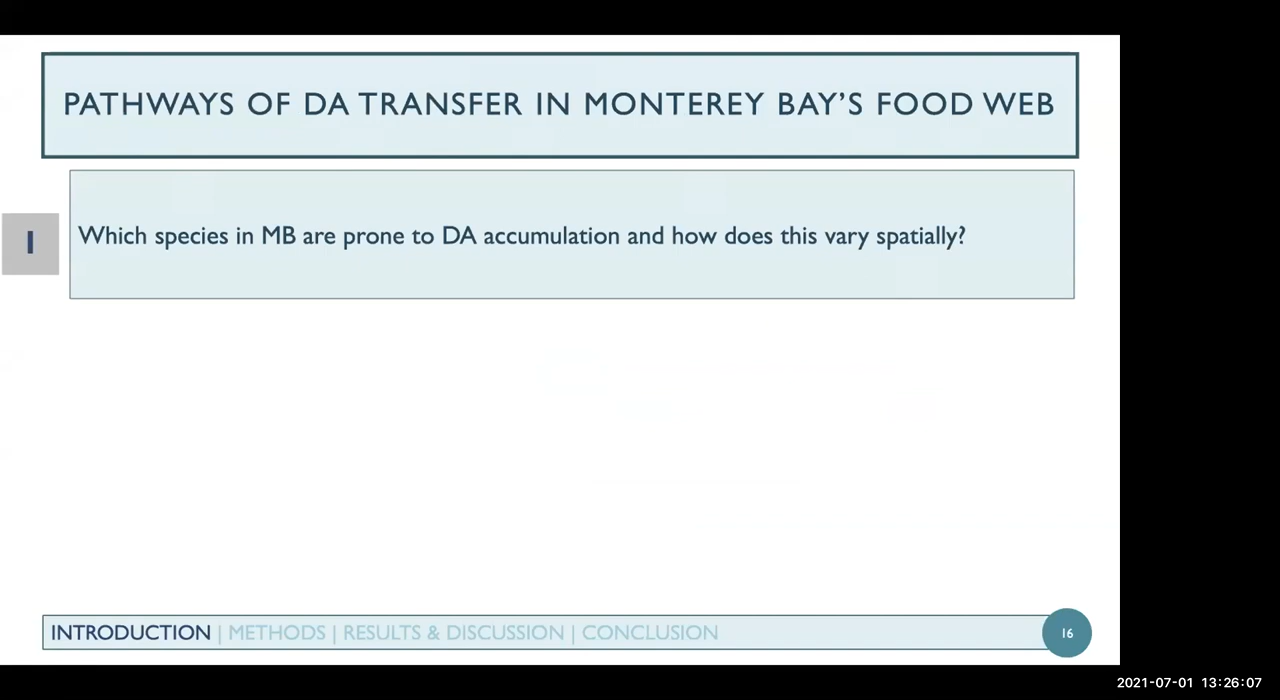 PATHWAYS OF DA TRANSFER IN MONTEREY BAY’S FOOD WEB
1
Which species in MB are prone to DA accumulation and how does this vary spatially?
INTRODUCTION | METHODS | RESULTS & DISCUSSION | CONCLUSION
16
2021-07-01 13:26:07